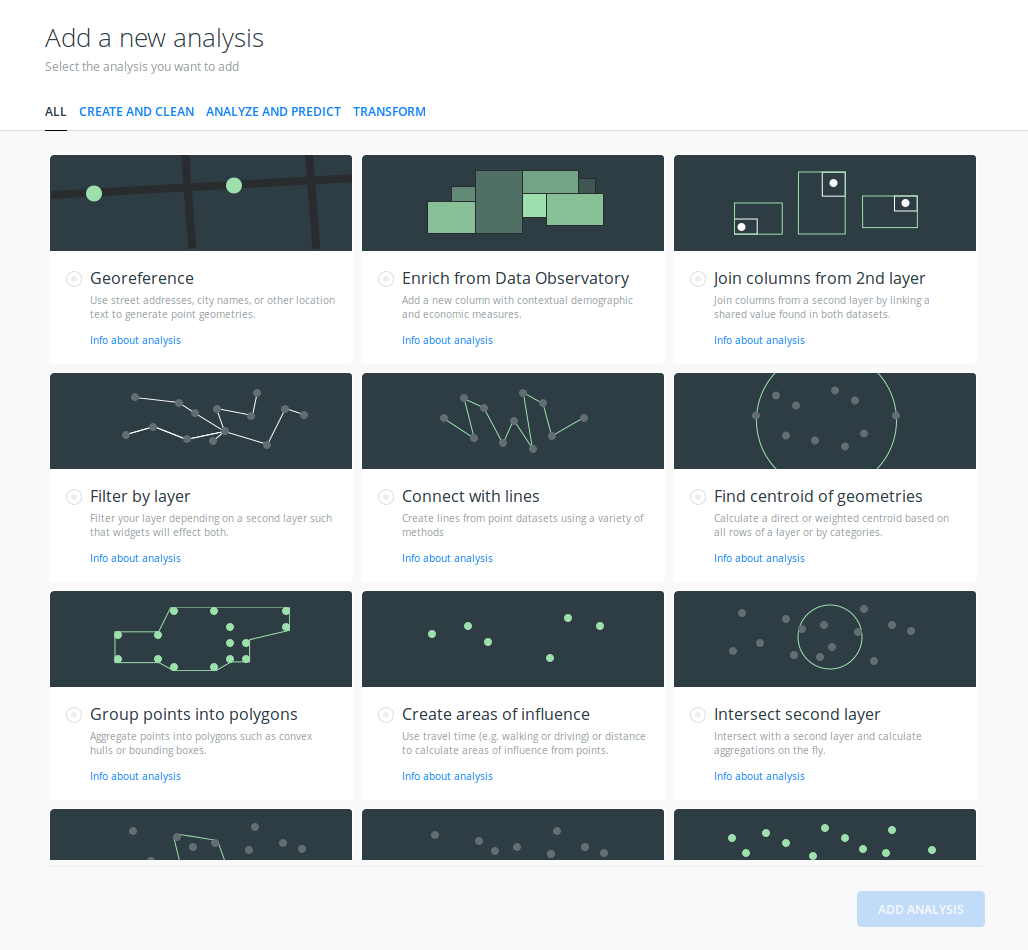 Add a new analysis
Select the analysis you want to add
ALL CREATE AND CLEAN ANALYZE AND PREDICT TRANSFORM
Georeference
Use street addresses, city names, or other location
text to generate point geometries.
Info about analysis
Enrich from Data Observatory
Add a new column with contextual demographic
and economic measures.
Info about analysis
Join columns from 2nd layer
Join columns from a second layer by linking a
shared value found in both datasets.
Info about analysis
Filter by layer
Filter your layer depending on a second layer such
that widgets will effect both.
Info about analysis
Connect with lines
Create lines from point datasets using a variety of
methods
Info about analysis
Find centroid of geometries
Calculate a direct or weighted centroid based on
all rows of a layer or by categories.
Info about analysis
Group points into polygons
Aggregate points into polygons such as convex
hulls or bounding boxes.
Info about analysis
Create areas of influence
Use travel time (e.g. walking or driving) or distance
to calculate areas of influence from points.
Info about analysis
Intersect second layer
Intersect with a second layer and calculate
aggregations on the fly.
Info about analysis
ADD ANALYSIS